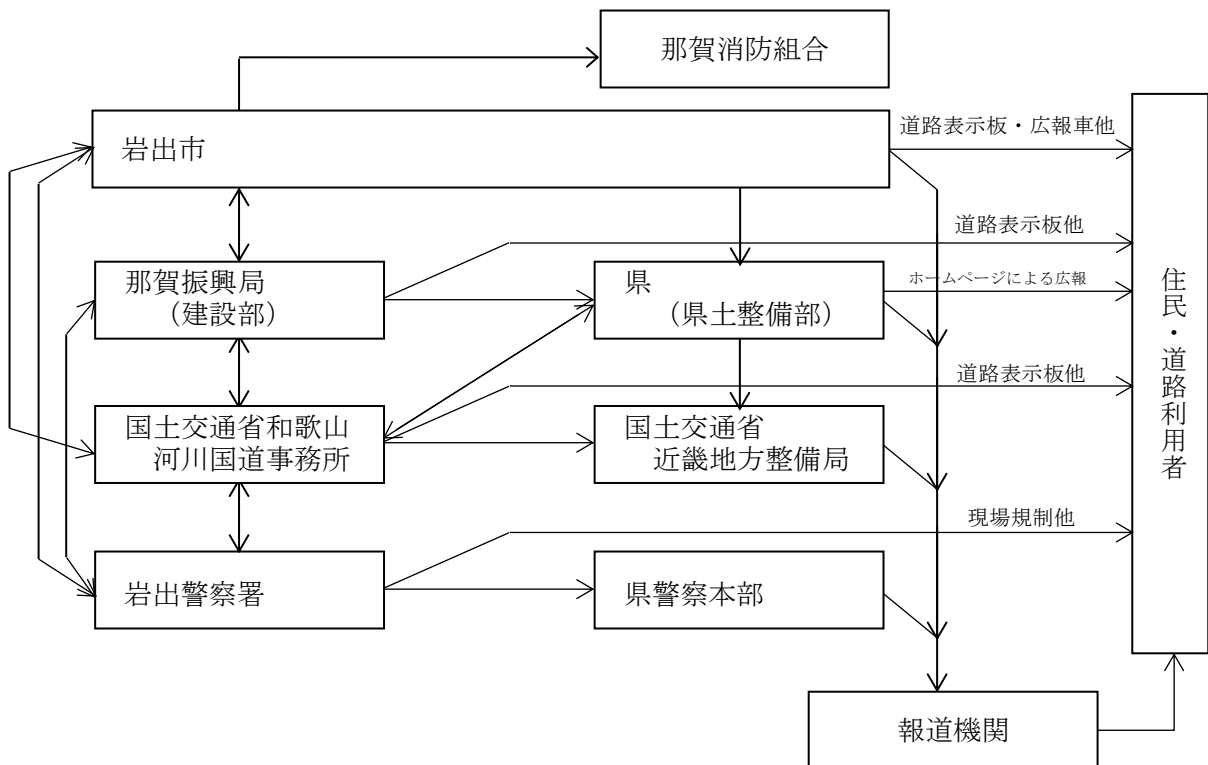 那賀消防組合
岩出市
道路表示板・広報車他
道路表示板他
那賀振興局
（建設部）
県
（県土整備部）
ホームページによる広報
道路表示板他
国土交通省和歌山
河川国道事務所
国土交通省
近畿地方整備局
現場規制他
岩出警察署
県警察本部
住民・道路利用者
報道機関